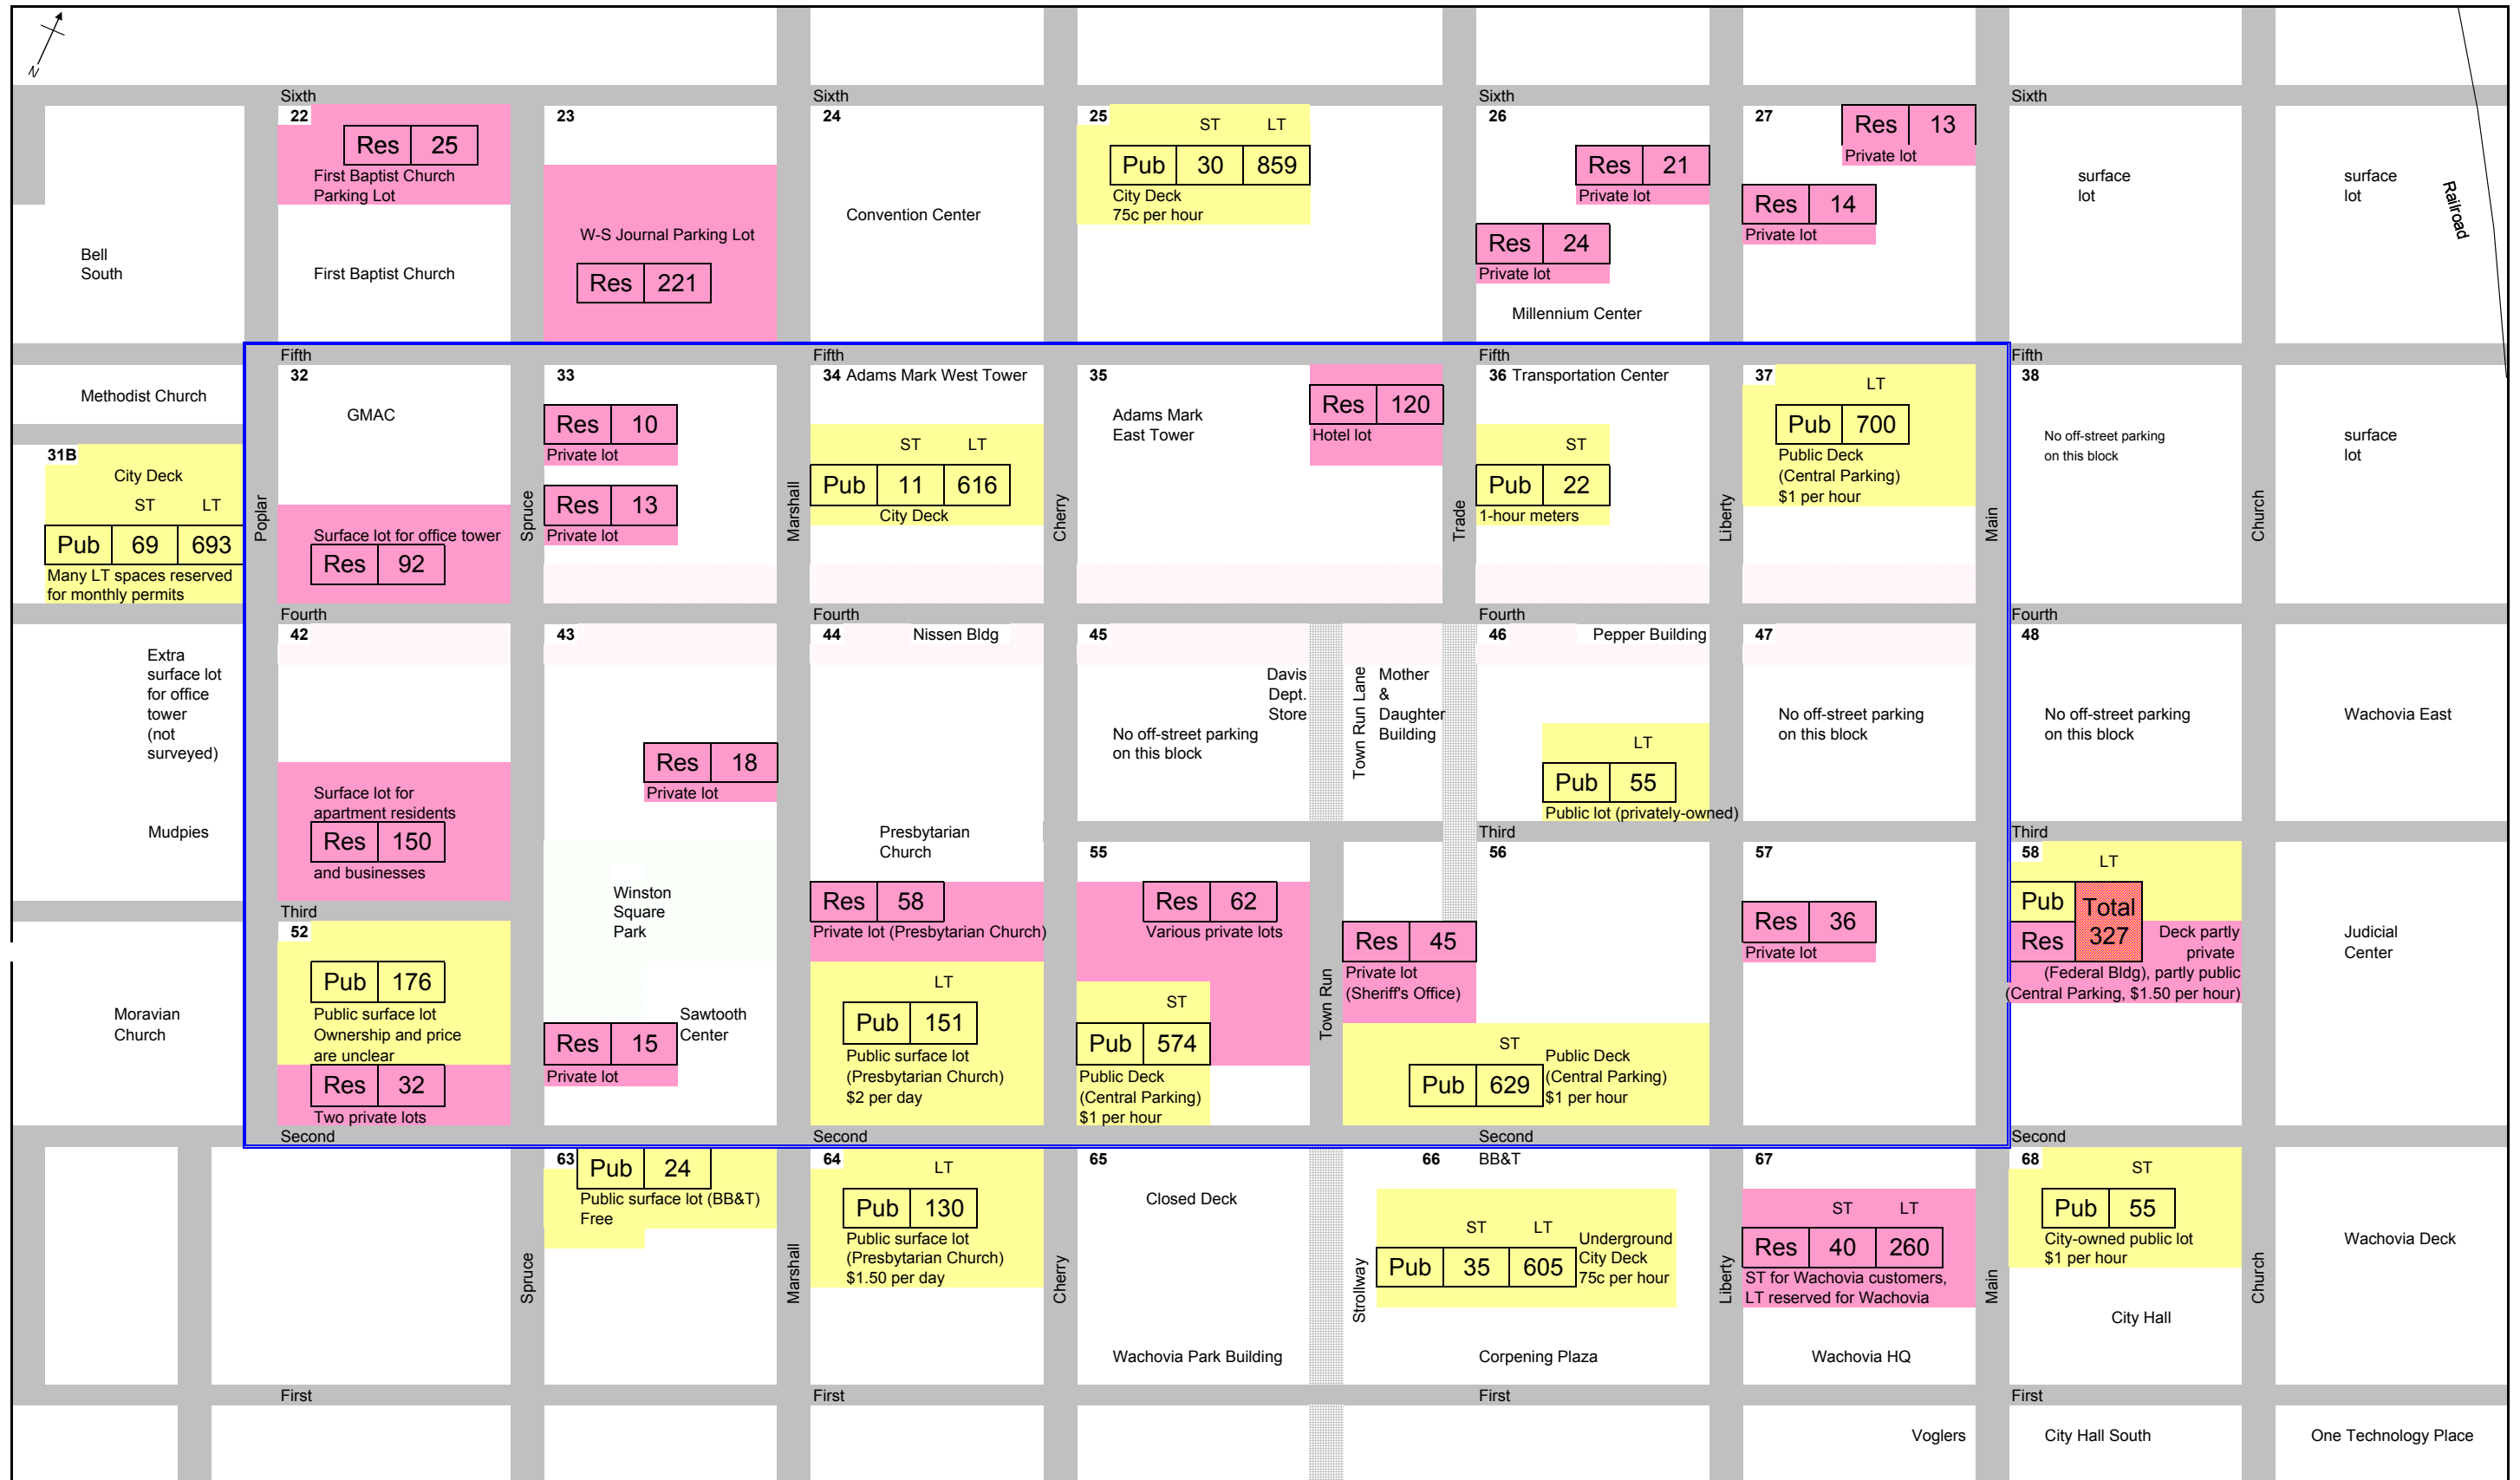 N
Sixth
Sixth
Sixth
Sixth
22
Res 25
First Baptist Church
Parking Lot
First Baptist Church
23
W-S Journal Parking Lot
Res 221
24
Convention Center
25
ST LT
Pub 30 859
City Deck
75c per hour
26
Res 21
Private lot
Res 24
Private lot
Millennium Center
27
Res 13
Private lot
Res 14
Private lot
surface
lot
surface
lot
Railroad
Bell
South
Fifth
Fifth
Fifth
Fifth
Methodist Church
31B
City Deck
ST LT
Pub 69 693
Many LT spaces reserved
for monthly permits
Poplar
32
GMAC
Surface lot for office tower
Res 92
Spruce
33
Res 10
Private lot
Res 13
Private lot
Marshall
34 Adams Mark West Tower
ST LT
Pub 11 616
City Deck
Cherry
35
Adams Mark
East Tower
Res 120
Hotel lot
Trade
36 Transportation Center
ST
Pub 22
1-hour meters
Liberty
37
LT
Pub 700
Public Deck
(Central Parking)
$1 per hour
Main
38
No off-street parking
on this block
Church
surface
lot
Fourth
Fourth
Fourth
Fourth
Extra
surface lot
for office
tower
(not
surveyed)
Mudpies
42
Surface lot for
apartment residents
Res 150
and businesses
43
Res 18
Private lot
Winston
Square
Park
Res 15
Private lot
Sawtooth
Center
44
Nissen Bldg
Presbytarian
Church
Res 58
Private lot (Presbytarian Church)
LT
Pub 151
Public surface lot
(Presbytarian Church)
$2 per day
45
Davis
Dept.
Store
No off-street parking
on this block
Town Run Lane
Mother
&
Daughter
Building
46
Pepper Building
LT
Pub 55
Public lot (privately-owned)
47
No off-street parking
on this block
48
No off-street parking
on this block
Wachovia East
Third
Third
Third
Moravian
Church
52
Pub 176
Public surface lot
Ownership and price
are unclear
Res 32
Two private lots
55
Res 62
Various private lots
ST
Pub 574
Public Deck
(Central Parking)
$1 per hour
Town Run
56
Res 45
Private lot
(Sheriff's Office)
ST
Pub 629
Public Deck
(Central Parking)
$1 per hour
57
Res 36
Private lot
58
LT
Pub
Res
Total
327
Deck partly
private
(Federal Bldg), partly public
(Central Parking, $1.50 per hour)
Judicial
Center
Second
Second
Second
Second
Spruce
63
Pub 24
Public surface lot (BB&T)
Free
Marshall
64
LT
Pub 130
Public surface lot
(Presbytarian Church)
$1.50 per day
Cherry
65
Closed Deck
Wachovia Park Building
Strollway
66
BB&T
ST LT
Pub 35 605
Underground
City Deck
75c per hour
Corpening Plaza
Liberty
67
ST LT
Res 40 260
ST for Wachovia customers,
LT reserved for Wachovia
Wachovia HQ
Main
68
ST
Pub 55
City-owned public lot
$1 per hour
City Hall
Church
Wachovia Deck
First
First
First
First
Voglers
City Hall South
One Technology Place